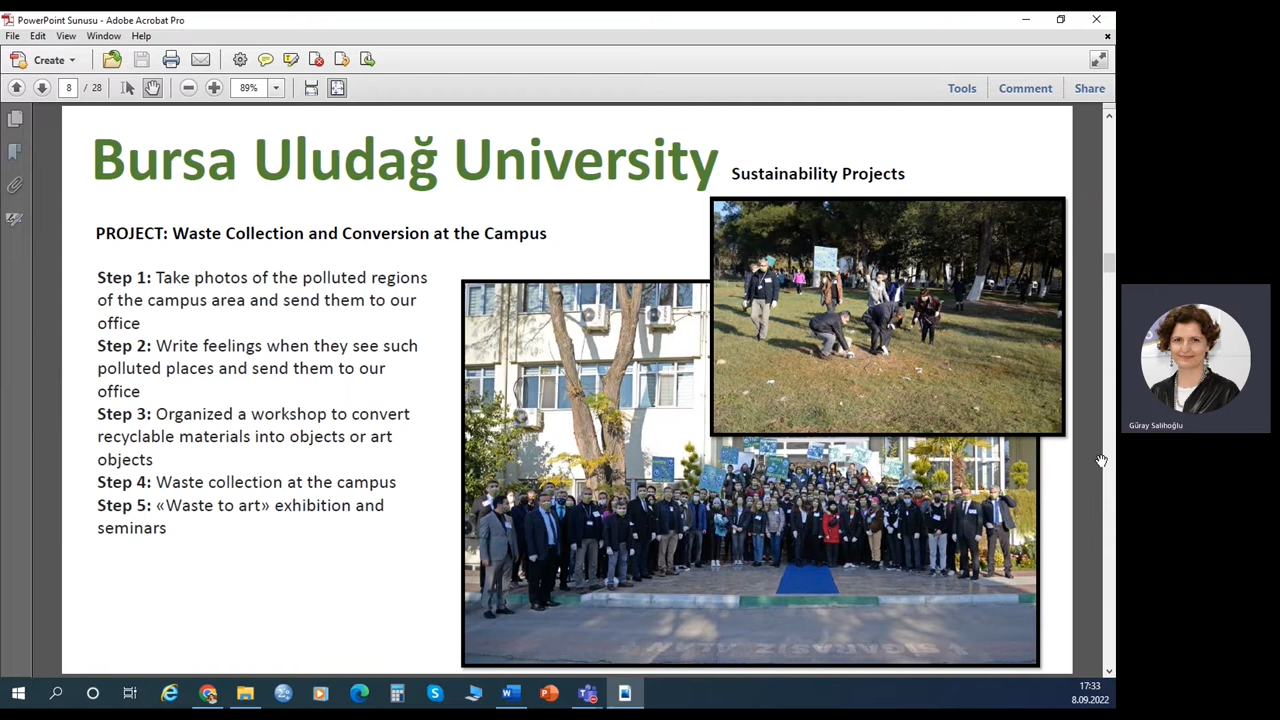 PowerPoint Sunusu - Adobe Acrobat Pro
File Edit View Window Help
Create
8 / 28
89%
Tools Comment Share
Bursa Uludağ University
Sustainability Projects
PROJECT: Waste Collection and Conversion at the Campus
Step 1: Take photos of the polluted regions
of the campus area and send them to our
office
Step 2: Write feelings when they see such
polluted places and send them to our
office
Step 3: Organized a workshop to convert
recyclable materials into objects or art
objects
Step 4: Waste collection at the campus
Step 5: «Waste to art» exhibition and
seminars
Güray Salihoğlu
17:33
8.09.2022